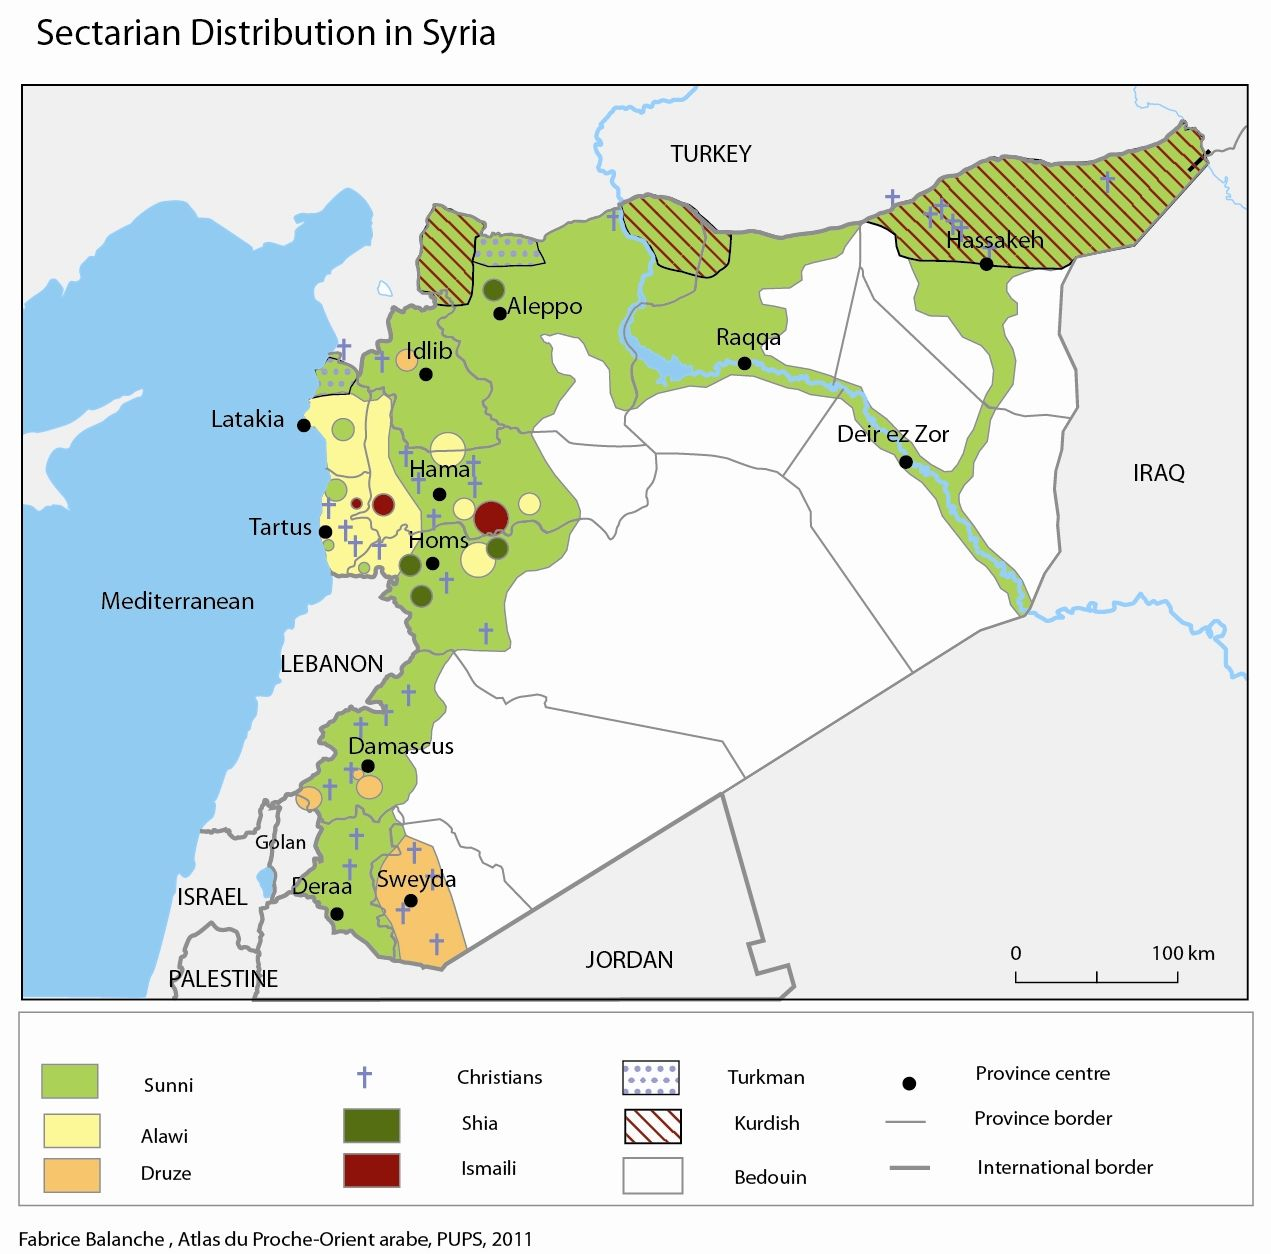 Sectarian Distribution in Syria
TURKEY
Hassakeh
Aleppo
Raqqa
Idlib
Latakia
Deir ez Zor
Hama
IRAQ
Tartus
Homs
Mediterranean
LEBANON
Damascus
Golan
Sweyda
Deraa
ISRAEL
JORDAN
0 100 km
PALESTINE
Sunni
Christians
Turkman
Province centre
Alawi
Shia
Kurdish
Province border
Druze
Ismaili
Bedouin
International border
Fabrice Balanche , Atlas du Proche-Orient arabe, PUPS, 2011